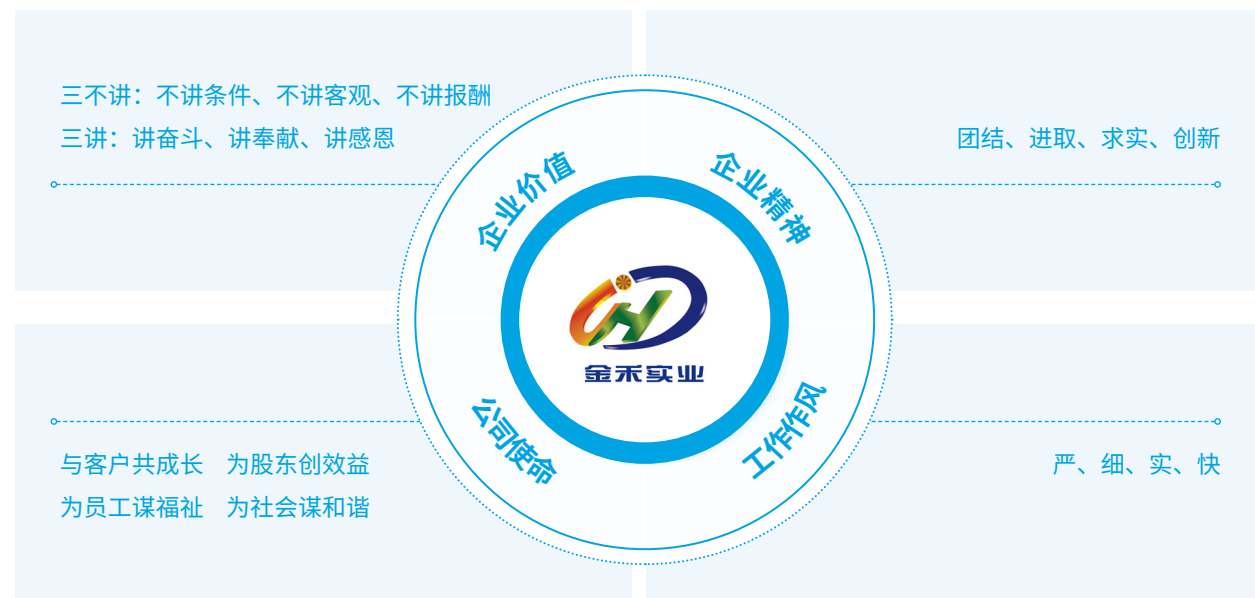 三不讲：不讲条件、不讲客观、不讲报酬
三讲：讲奋斗、讲奉献、讲感恩
企业价值
企业精神
团结、进取、求实、创新
金禾实业
公司使命
与客户共成长 为股东创效益
为员工谋福祉 为社会谋和谐
工作作风
严、细、实、快